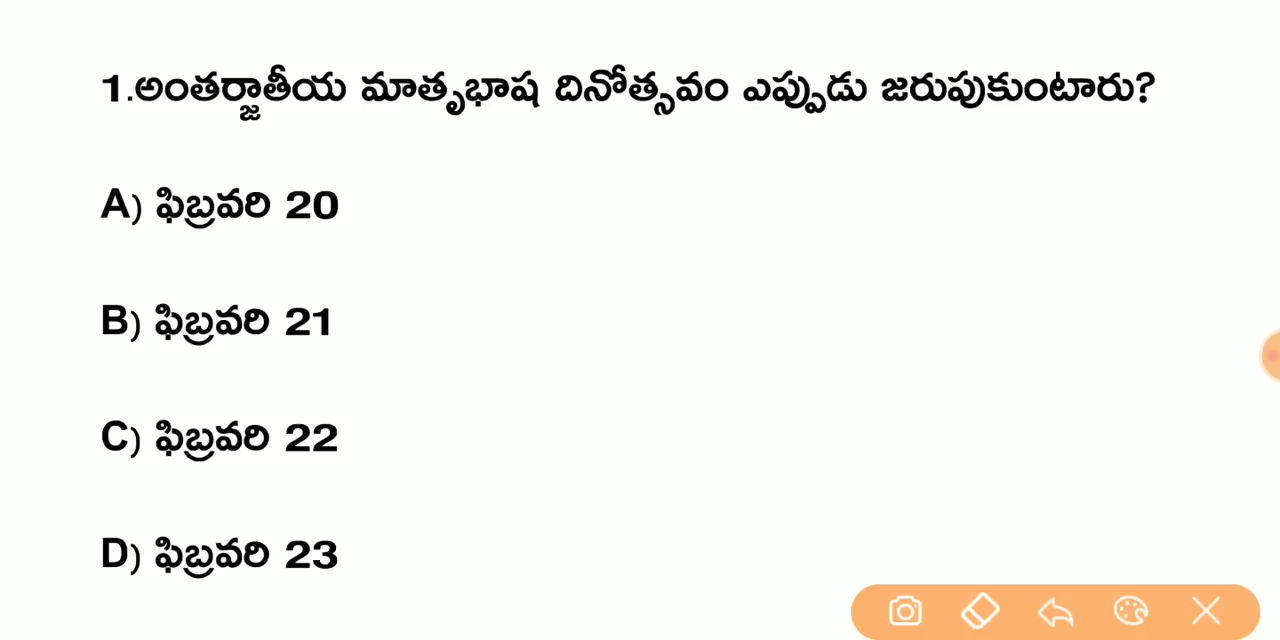 1.అంతర్జాతీయ మాతృభాష దినోత్సవం ఎప్పుడు జరుపుకుంటారు?
A) ఫిబ్రవరి 20
B) ఫిబ్రవరి 21
C) ఫిబ్రవరి 22
D) ఫిబ్రవరి 23